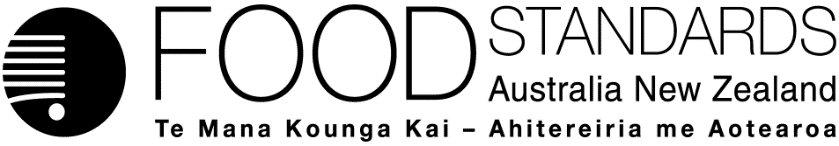 FOOD STANDARDS
Australia New Zealand
Te Mana Kounga Kai – Ahitereiria me Aotearoa